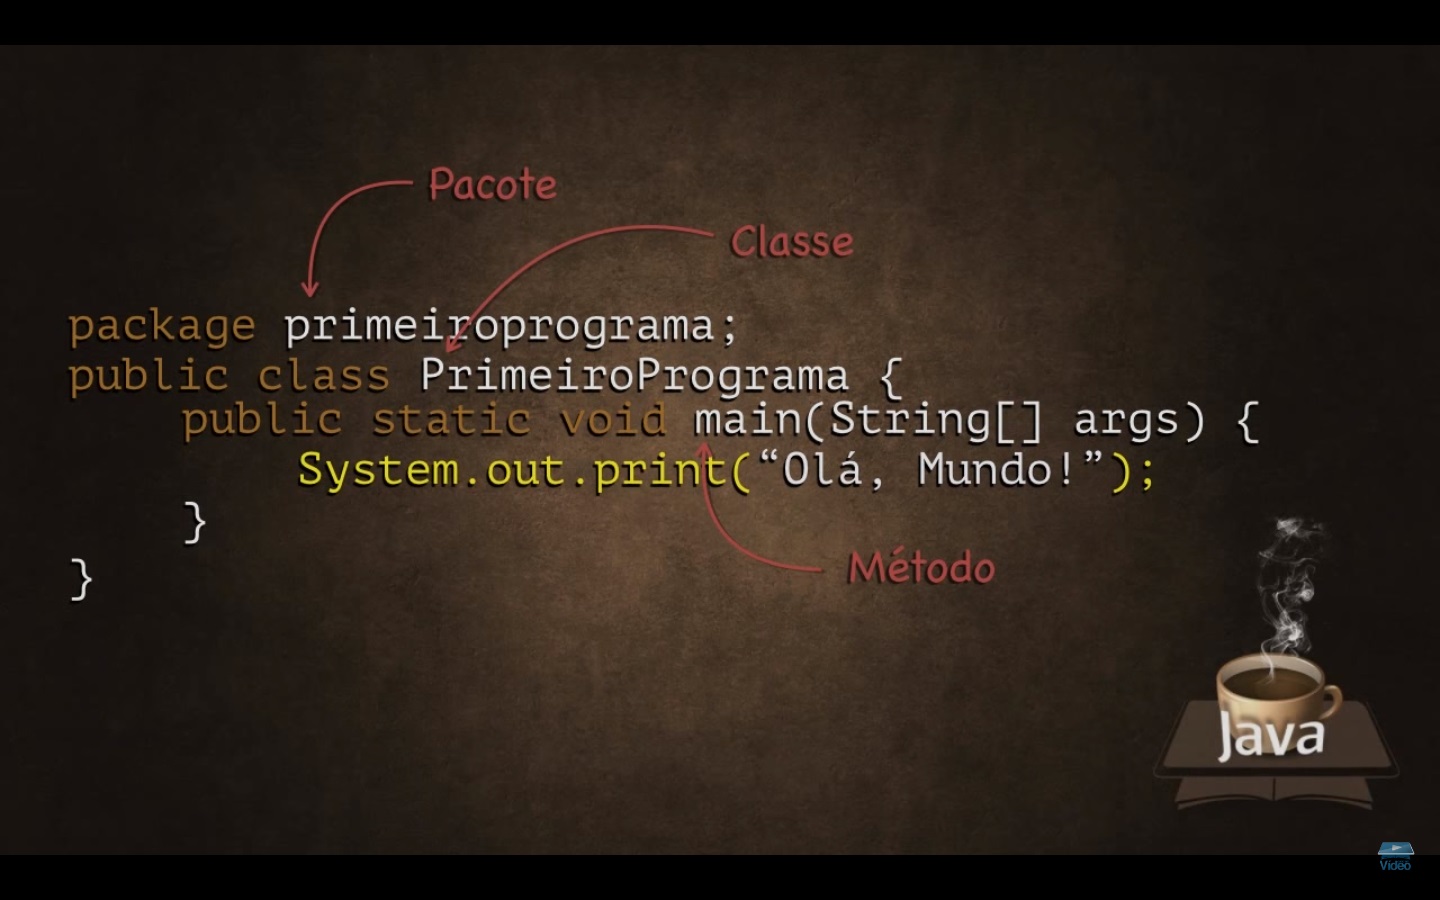 Pacote
Classe
package primeiroprograma;
public class PrimeiroPrograma {
public static void main(String[] args) {
System.out.print(“Olá, Mundo!”);
}
Método
}
Java
Vídeo